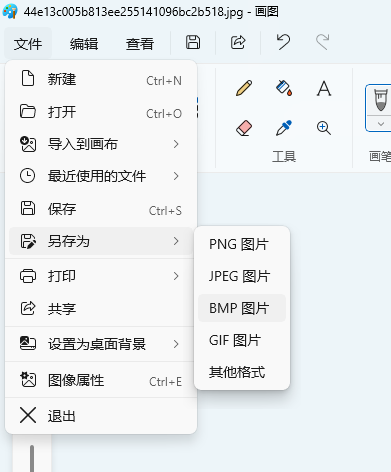 44e13c005b813ee255141096bc2b518.jpg - 画图
文件 编辑 查看
新建 Ctrl+N
打开 Ctrl+O
导入到画布
最近使用的文件
保存 Ctrl+S
另存为
打印
共享
设置为桌面背景
图像属性 Ctrl+E
退出
PNG 图片
JPEG 图片
BMP 图片
GIF 图片
其他格式
工具
画笔